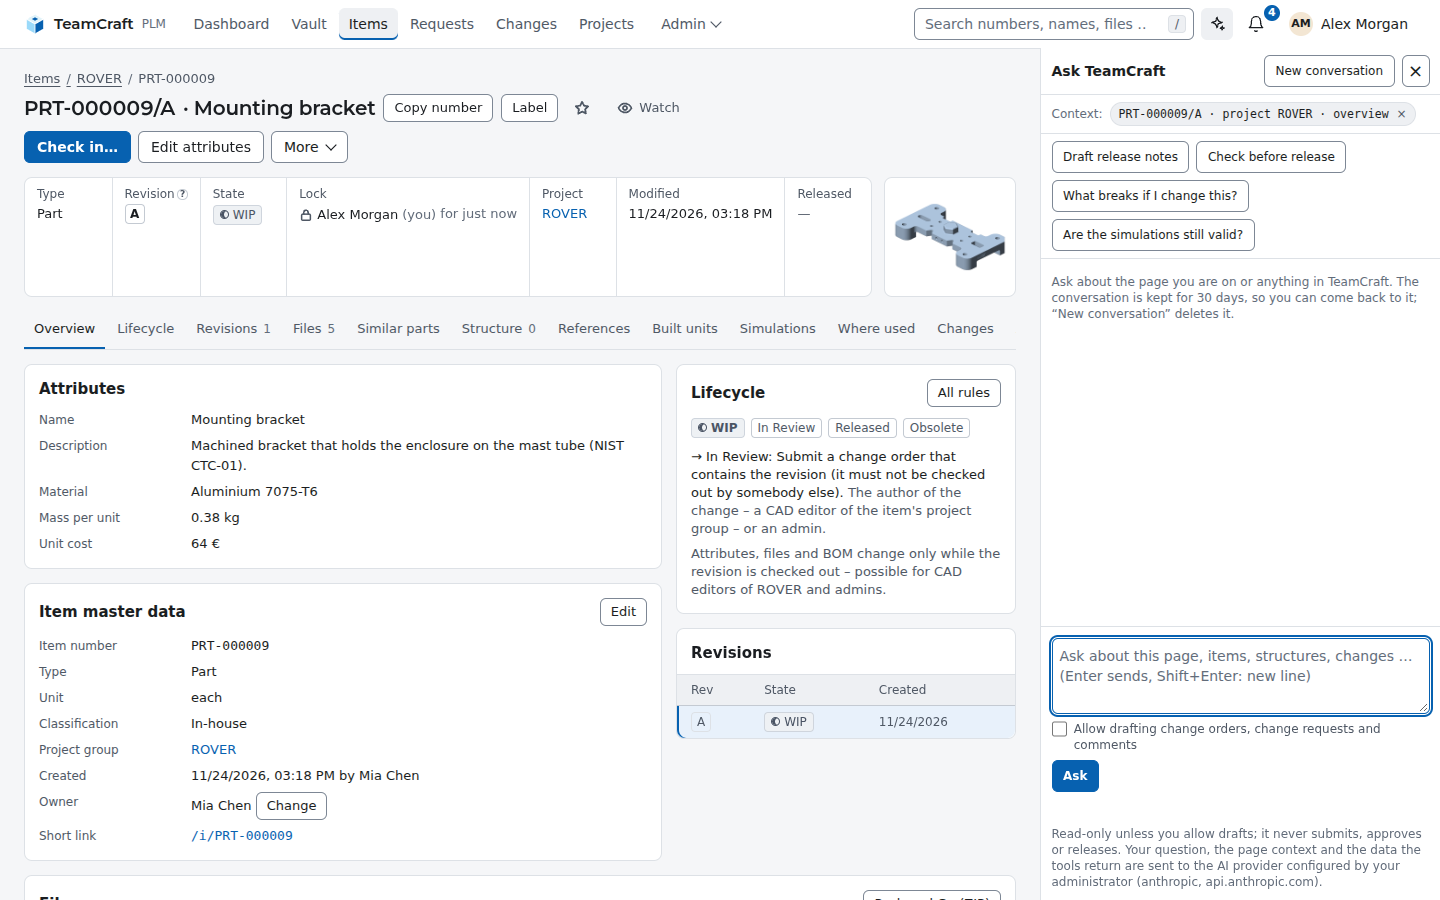 TeamCraft PLM
Dashboard Vault Items Requests Changes Projects Admin
Search numbers, names, files .. /
4
AM Alex Morgan
Items / ROVER / PRT-000009
PRT-000009/A · Mounting bracket
Copy number Label Watch
Check in… Edit attributes More
Type Revision ? State Lock Project Modified Released
Part A WIP Alex Morgan (you) for just now ROVER 11/24/2026, 03:18 PM —
Overview Lifecycle Revisions 1 Files 5 Similar parts Structure 0 References Built units Simulations Where used Changes
Attributes
Name Mounting bracket
Description Machined bracket that holds the enclosure on the mast tube (NIST
CTC-01).
Material Aluminium 7075-T6
Mass per unit 0.38 kg
Unit cost 64 €
Item master data Edit
Item number PRT-000009
Type Part
Unit each
Classification In-house
Project group ROVER
Created 11/24/2026, 03:18 PM by Mia Chen
Owner Mia Chen Change
Short link /i/PRT-000009
Lifecycle All rules
WIP In Review Released Obsolete
→ In Review: Submit a change order that
contains the revision (it must not be checked
out by somebody else). The author of the
change – a CAD editor of the item's project
group – or an admin.
Attributes, files and BOM change only while the
revision is checked out – possible for CAD
editors of ROVER and admins.
Revisions
Rev State Created
A WIP 11/24/2026
Ask TeamCraft New conversation ×
Context: PRT-000009/A · project ROVER · overview ×
Draft release notes Check before release
What breaks if I change this?
Are the simulations still valid?
Ask about the page you are on or anything in TeamCraft. The
conversation is kept for 30 days, so you can come back to it;
“New conversation” deletes it.
Ask about this page, items, structures, changes …
(Enter sends, Shift+Enter: new line)
Allow drafting change orders, change requests and
comments
Ask
Read-only unless you allow drafts; it never submits, approves
or releases. Your question, the page context and the data the
tools return are sent to the AI provider configured by your
administrator (anthropic, api.anthropic.com).